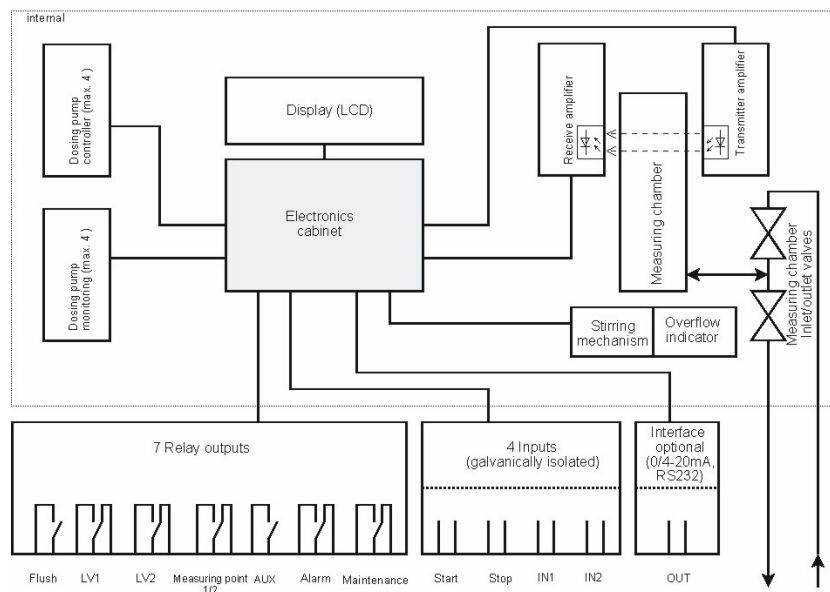 internal
Dosing pump
controller (max. 4 )
Display (LCD)
Receive amplifier
Transmitter amplifier
Measuring chamber
Electronics
cabinet
Dosing pump
monitoring (max. 4 )
Measuring chamber
Inlet/outlet valves
Stirring
mechanism
Overflow
indicator
7 Relay outputs
4 Inputs
(galvanically isolated)
Interface
optional
(0/4-20mA,
RS232)
Flush
LV1
LV2
Measuring point
1/2
AUX
Alarm
Maintenance
Start
Stop
IN1
IN2
OUT